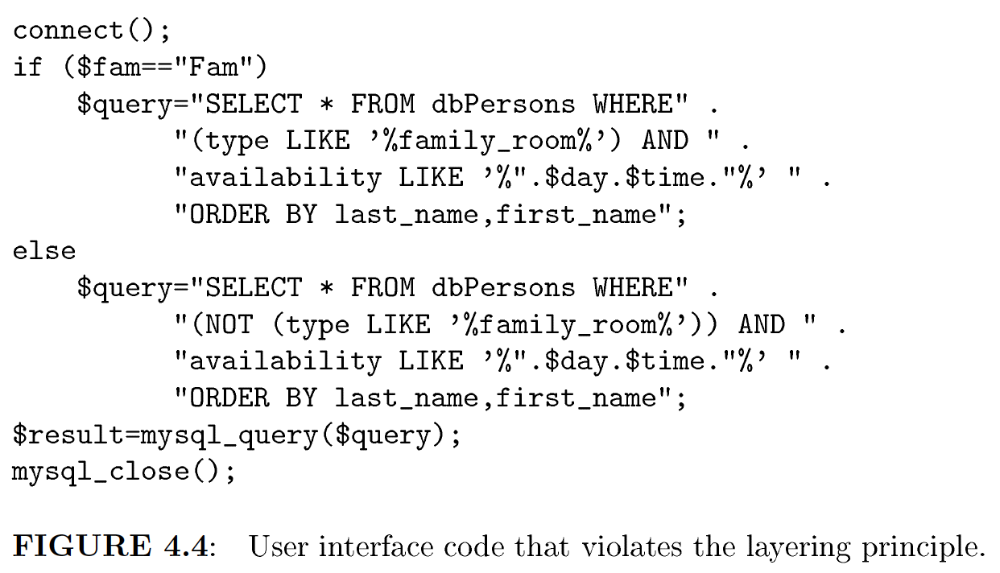 connect();
if ($fam=="Fam")
    $query="SELECT * FROM dbPersons WHERE" .
          "(type LIKE ’%family_room%’) AND " .
          "availability LIKE ’%".$day.$time."%’ " .
          "ORDER BY last_name,first_name";
else
    $query="SELECT * FROM dbPersons WHERE" .
          "(NOT (type LIKE ’%family_room%’)) AND " .
          "availability LIKE ’%".$day.$time."%’ " .
          "ORDER BY last_name,first_name";
$result=mysql_query($query);
mysql_close();
FIGURE 4.4: User interface code that violates the layering principle.